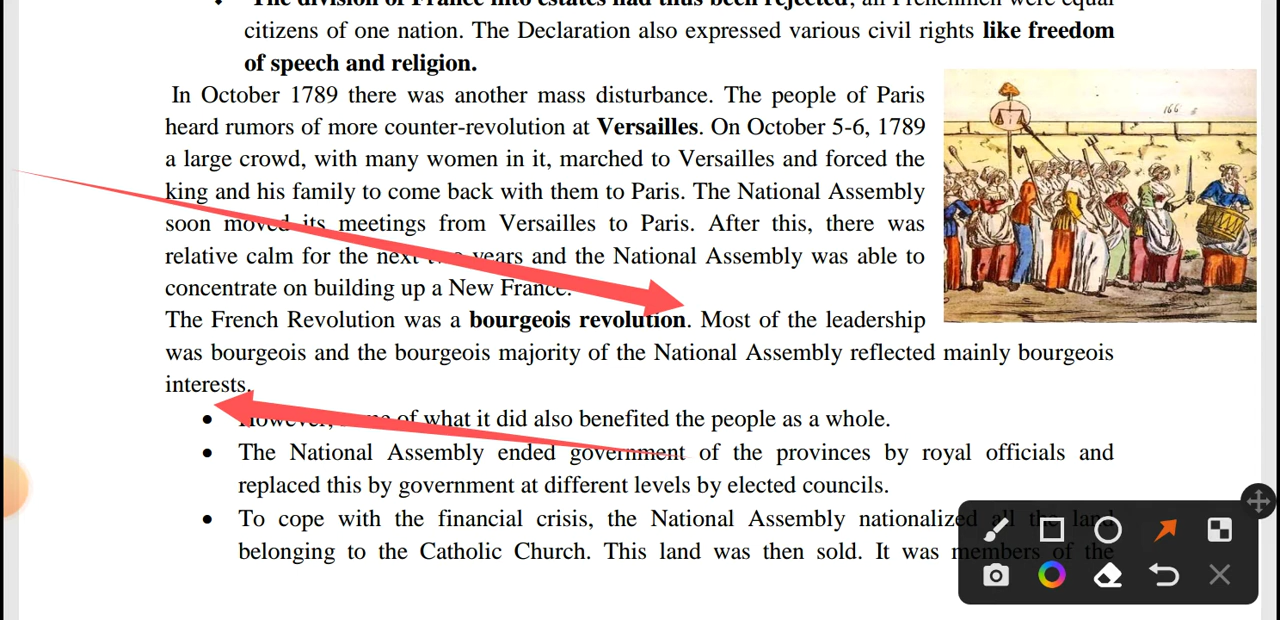 citizens of one nation. The Declaration also expressed various civil rights like freedom
of speech and religion.
In October 1789 there was another mass disturbance. The people of Paris
heard rumors of more counter-revolution at Versailles. On October 5-6, 1789
a large crowd, with many women in it, marched to Versailles and forced the
king and his family to come back with them to Paris. The National Assembly
soon moved its meetings from Versailles to Paris. After this, there was
relative calm for the next years and the National Assembly was able to
concentrate on building up a New France.
The French Revolution was a bourgeois revolution. Most of the leadership
was bourgeois and the bourgeois majority of the National Assembly reflected mainly bourgeois
interests.
• However, of what it did also benefited the people as a whole.
• The National Assembly ended government of the provinces by royal officials and
replaced this by government at different levels by elected councils.
• To cope with the financial crisis, the National Assembly nationalized all the land
belonging to the Catholic Church. This land was then sold. It was members of the